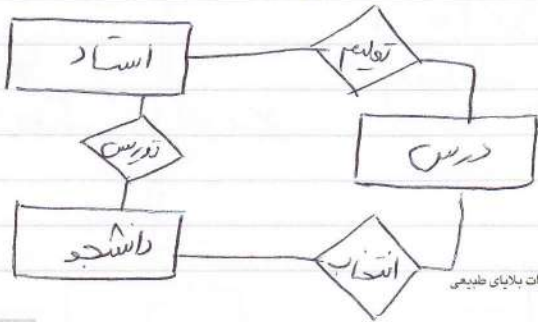 استاد
تعلیم
تدریس
درس
دانشجو
انتخاب
ات بلایای طبیعی